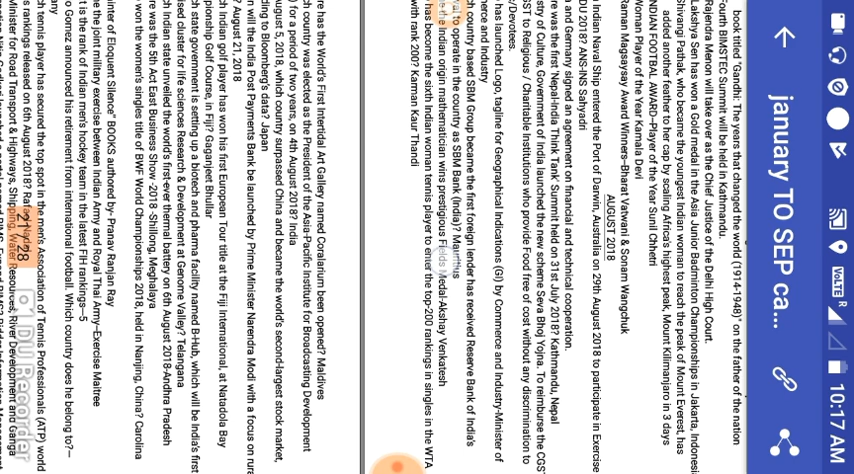 10:17 AM
VoLTE R
january TO SEP ca...
book titled 'Gandhi: The years that changed the world (1914-1948)' on the father of the nation
Fourth BIMSTEC Summit will be held in Kathmandu.
Rajendra Menon will take over as the Chief Justice of the Delhi High Court.
Lakshya Sen has won a Gold medal in the Asia Junior Badminton Championships in Jakarta, Indonesi
Shivangi Pathak, who became the youngest Indian woman to reach the peak of Mount Everest, has
added another feather to her cap by scaling Africa's highest peak, Mount Kilimanjaro in 3 days
NDIAN FOOTBAL AWARD–Player of the Year Sunil Chhetri
Woman Player of the Year Kamala Devi
Raman Magsaysay Award Winners–Bharat Vatwani & Sonam Wangchuk
AUGUST 2018
h Indian Naval Ship entered the Port of Darwin, Australia on 29th August 2018 to participate in Exercise
DU 2018? ANS-INS Sahyadri
a and Germany signed an agreement on financial and technical cooperation.
re was the first 'Nepal-India Think Tank' Summit held on 31st July 2018? Kathmandu, Nepal
istry of Culture, Government of India launched the new scheme Seva Bhoj Yojna. To reimburse the CGS
ST to Religious / Charitable Institutions who provide Food free of cost without any discrimination to
/Devotees.
has launched Logo, tagline for Geographical Indications (GI) by Commerce and Industry-Minister of
merce and Industry
h country based SBM Group became the first foreign lender has received Reserve Bank of India's
val to operate in the country as SBM Bank (India)? Mauritius
e the Indian origin mathematician wins prestigious Fields Medal-Akshay Venkatesh
has become the sixth Indian woman tennis player to enter the top-200 rankings in singles in the WTA
with rank 200? Karman Kaur Thandi
re has the World's First Intertidal Art Gallery named Coralarium been opened? Maldives
ch country was elected as the President of the Asia-Pacific Institute for Broadcasting Development
) for a period of two years, on 4th August 2018? India
ugust 5, 2018, which country surpassed China and became the world's second-largest stock market,
ding to Bloomberg's data? Japan
n will the India Post Payments Bank be launched by Prime Minister Narendra Modi with a focus on rura
? August 21, 2018
ch Indian golf player has won his first European Tour title at the Fiji International, at Natadola Bay
pionship Golf Course, in Fiji? Gaganjeet Bhullar
ch state government is setting up a biotech and pharma facility named B-Hub, which will be India's first
ised cluster for life sciences Research & Development at Genome Valley? Telangana
ch Indian state unveiled the world's first-ever thermal battery on 6th August 2018-Andhra Pradesh
re was the 5th Act East Business Show -2018-Shillong, Meghalaya
has won the women's singles title of BWF World Championships 2018, held in Nanjing, China? Carolina
inter of Eloquent Silence" BOOKS authored by- Pranav Ranjan Ray
e the joint military exercise between Indian Army and Royal Thai Army–Exercise Maitree
t is the rank of Indian men's hockey team in the latest FIH rankings–5
o Gomez announced his retirement from international football. Which country does he belong to?–
any
ch tennis player has secured the top spot in the men's Association of Tennis Professionals (ATP) world
s rankings released on 6th August 2018?
inister for Road Transport & Highways, Shipping, Water Resources, River Development and Ganga
21 / 28
DU Recorder